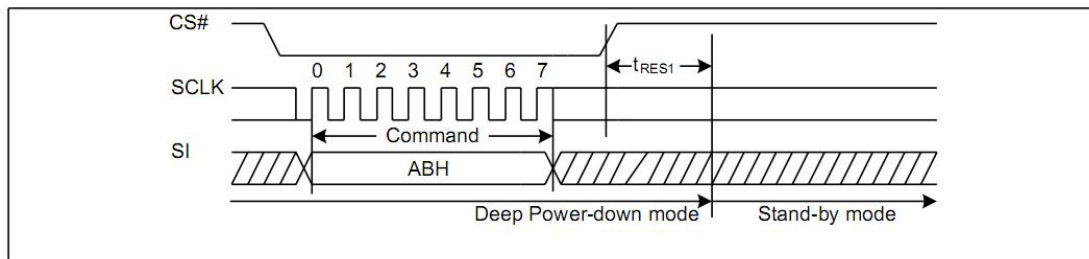 CS#
tRES1
0 1 2 3 4 5 6 7
SCLK
Command
SI
ABH
Deep Power-down mode Stand-by mode